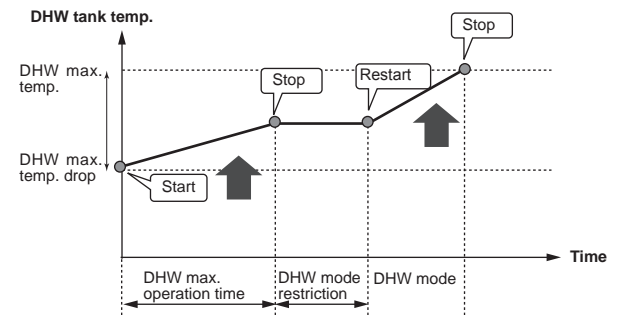 DHW tank temp.
Stop
DHW max.
temp.
Stop
Restart
DHW max.
temp. drop
Start
Time
DHW max.
operation time
DHW mode
restriction
DHW mode